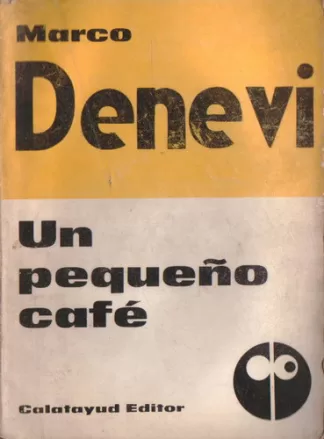 Marco
Denevi
Un
pequeño
café
Calatayud Editor